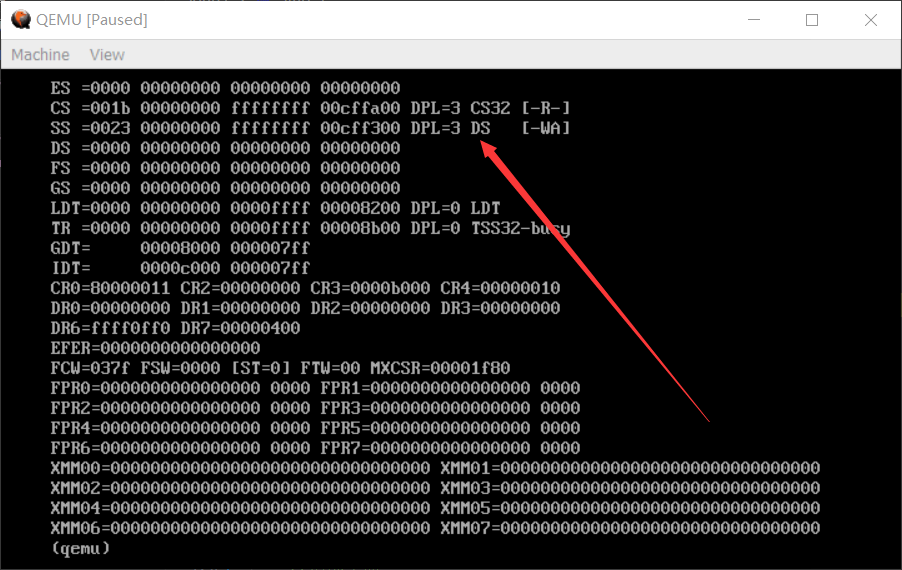 QEMU [Paused]
Machine View
ES =0000 00000000 00000000 00000000
CS =001b 00000000 ffffffff 00cffa00 DPL=3 CS32 [-R-]
SS =0023 00000000 ffffffff 00cff300 DPL=3 DS [-WA]
DS =0000 00000000 00000000 00000000
FS =0000 00000000 00000000 00000000
GS =0000 00000000 00000000 00000000
LDT=0000 00000000 0000ffff 00008200 DPL=0 LDT
TR =0000 00000000 0000ffff 00008b00 DPL=0 TSS32-busy
GDT= 00008000 000007ff
IDT= 0000c000 000007ff
CR0=80000011 CR2=00000000 CR3=0000b000 CR4=00000010
DR0=00000000 DR1=00000000 DR2=00000000 DR3=00000000
DR6=ffff0ff0 DR7=00000400
EFER=0000000000000000
FCW=037f FSW=0000 [ST=0] FTW=00 MXCSR=00001f80
FPR0=0000000000000000 0000 FPR1=0000000000000000 0000
FPR2=0000000000000000 0000 FPR3=0000000000000000 0000
FPR4=0000000000000000 0000 FPR5=0000000000000000 0000
FPR6=0000000000000000 0000 FPR7=0000000000000000 0000
XMM00=00000000000000000000000000000000 XMM01=00000000000000000000000000000000
XMM02=00000000000000000000000000000000 XMM03=00000000000000000000000000000000
XMM04=00000000000000000000000000000000 XMM05=00000000000000000000000000000000
XMM06=00000000000000000000000000000000 XMM07=00000000000000000000000000000000
(qemu)